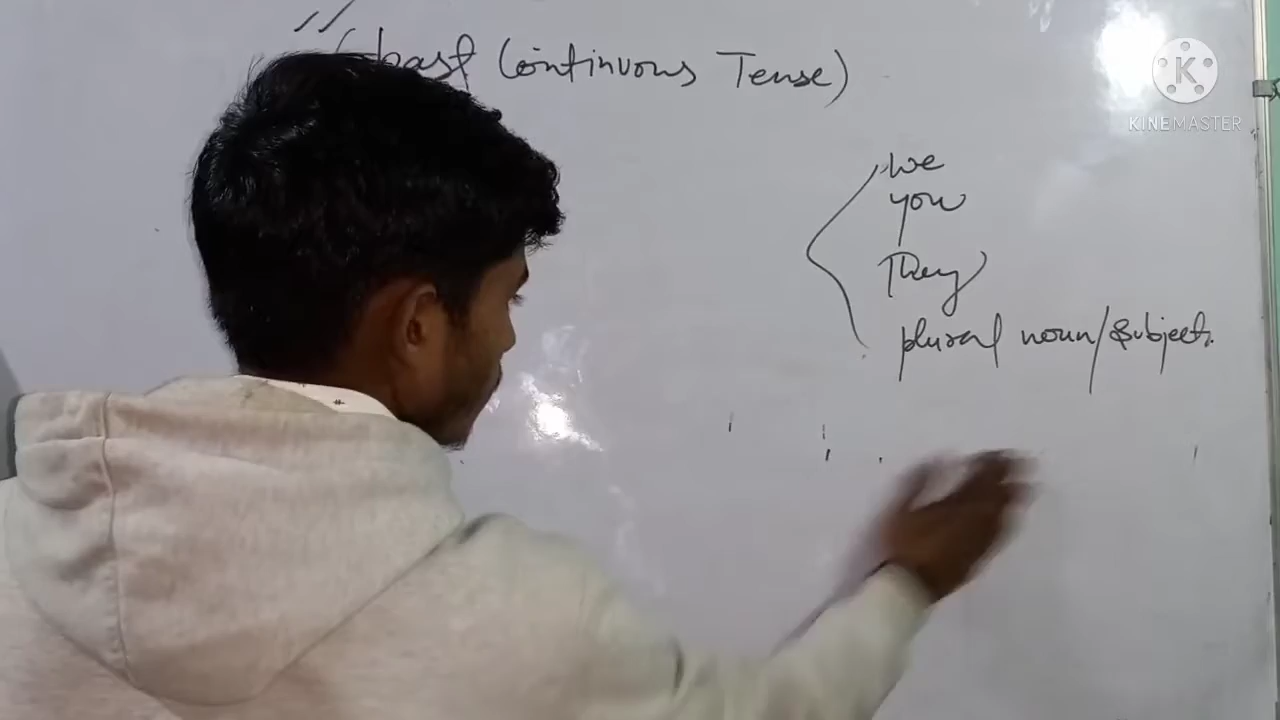 (past Continuous Tense)
we
you
They
plural noun/subject.
KINEMASTER